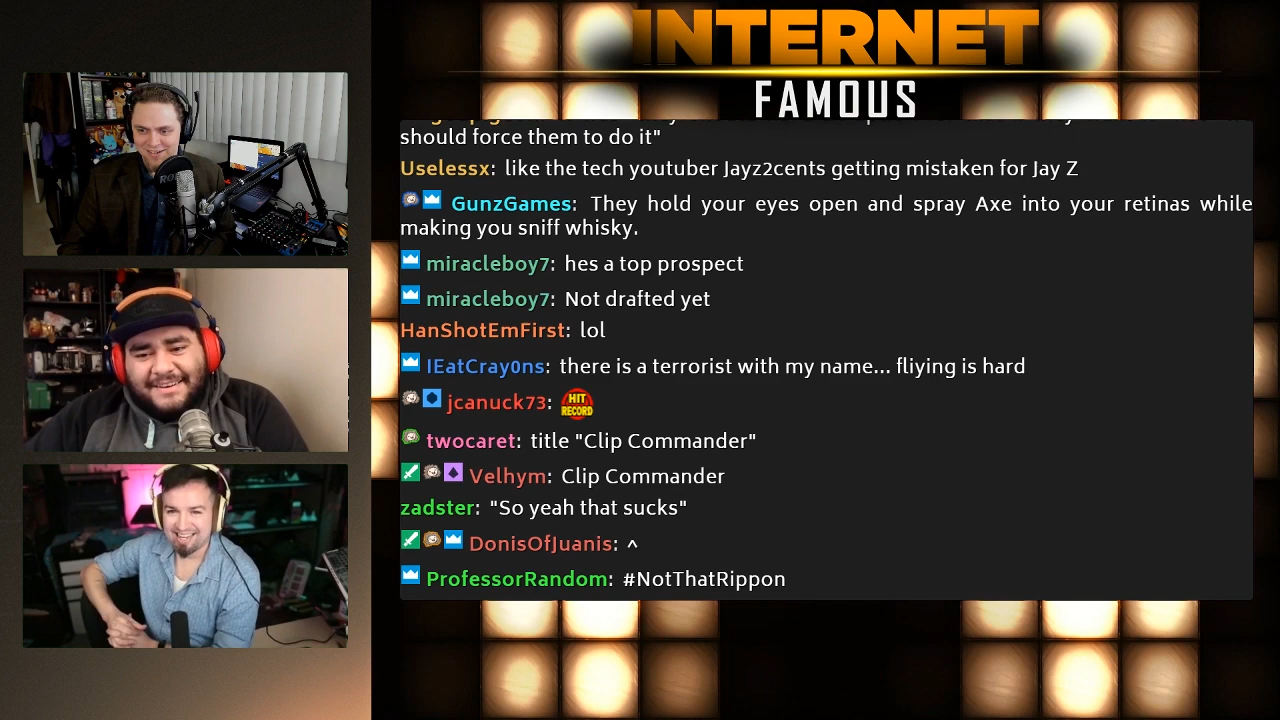 INTERNET
FAMOUS
should force them to do it"
Uselessx: like the tech youtuber Jayz2cents getting mistaken for Jay Z
GunzGames: They hold your eyes open and spray Axe into your retinas while
making you sniff whisky.
miracleboy7: hes a top prospect
miracleboy7: Not drafted yet
HanShotEmFirst: lol
IEatCray0ns: there is a terrorist with my name... fliying is hard
jcanuck73: HIT
RECORD
twocaret: title "Clip Commander"
Velhym: Clip Commander
zadster: "So yeah that sucks"
DonisOfJuanis: ^
ProfessorRandom: #NotThatRippon